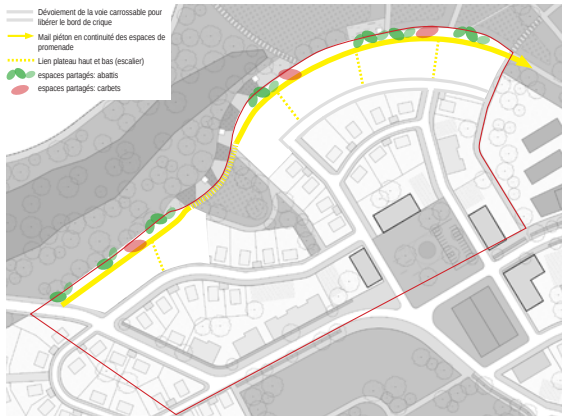 Dévoiement de la voie carrossable pour
libérer le bord de crique
Mail piéton en continuité des espaces de
promenade
Lien plateau haut et bas (escalier)
espaces partagés: abattis
espaces partagés: carbets